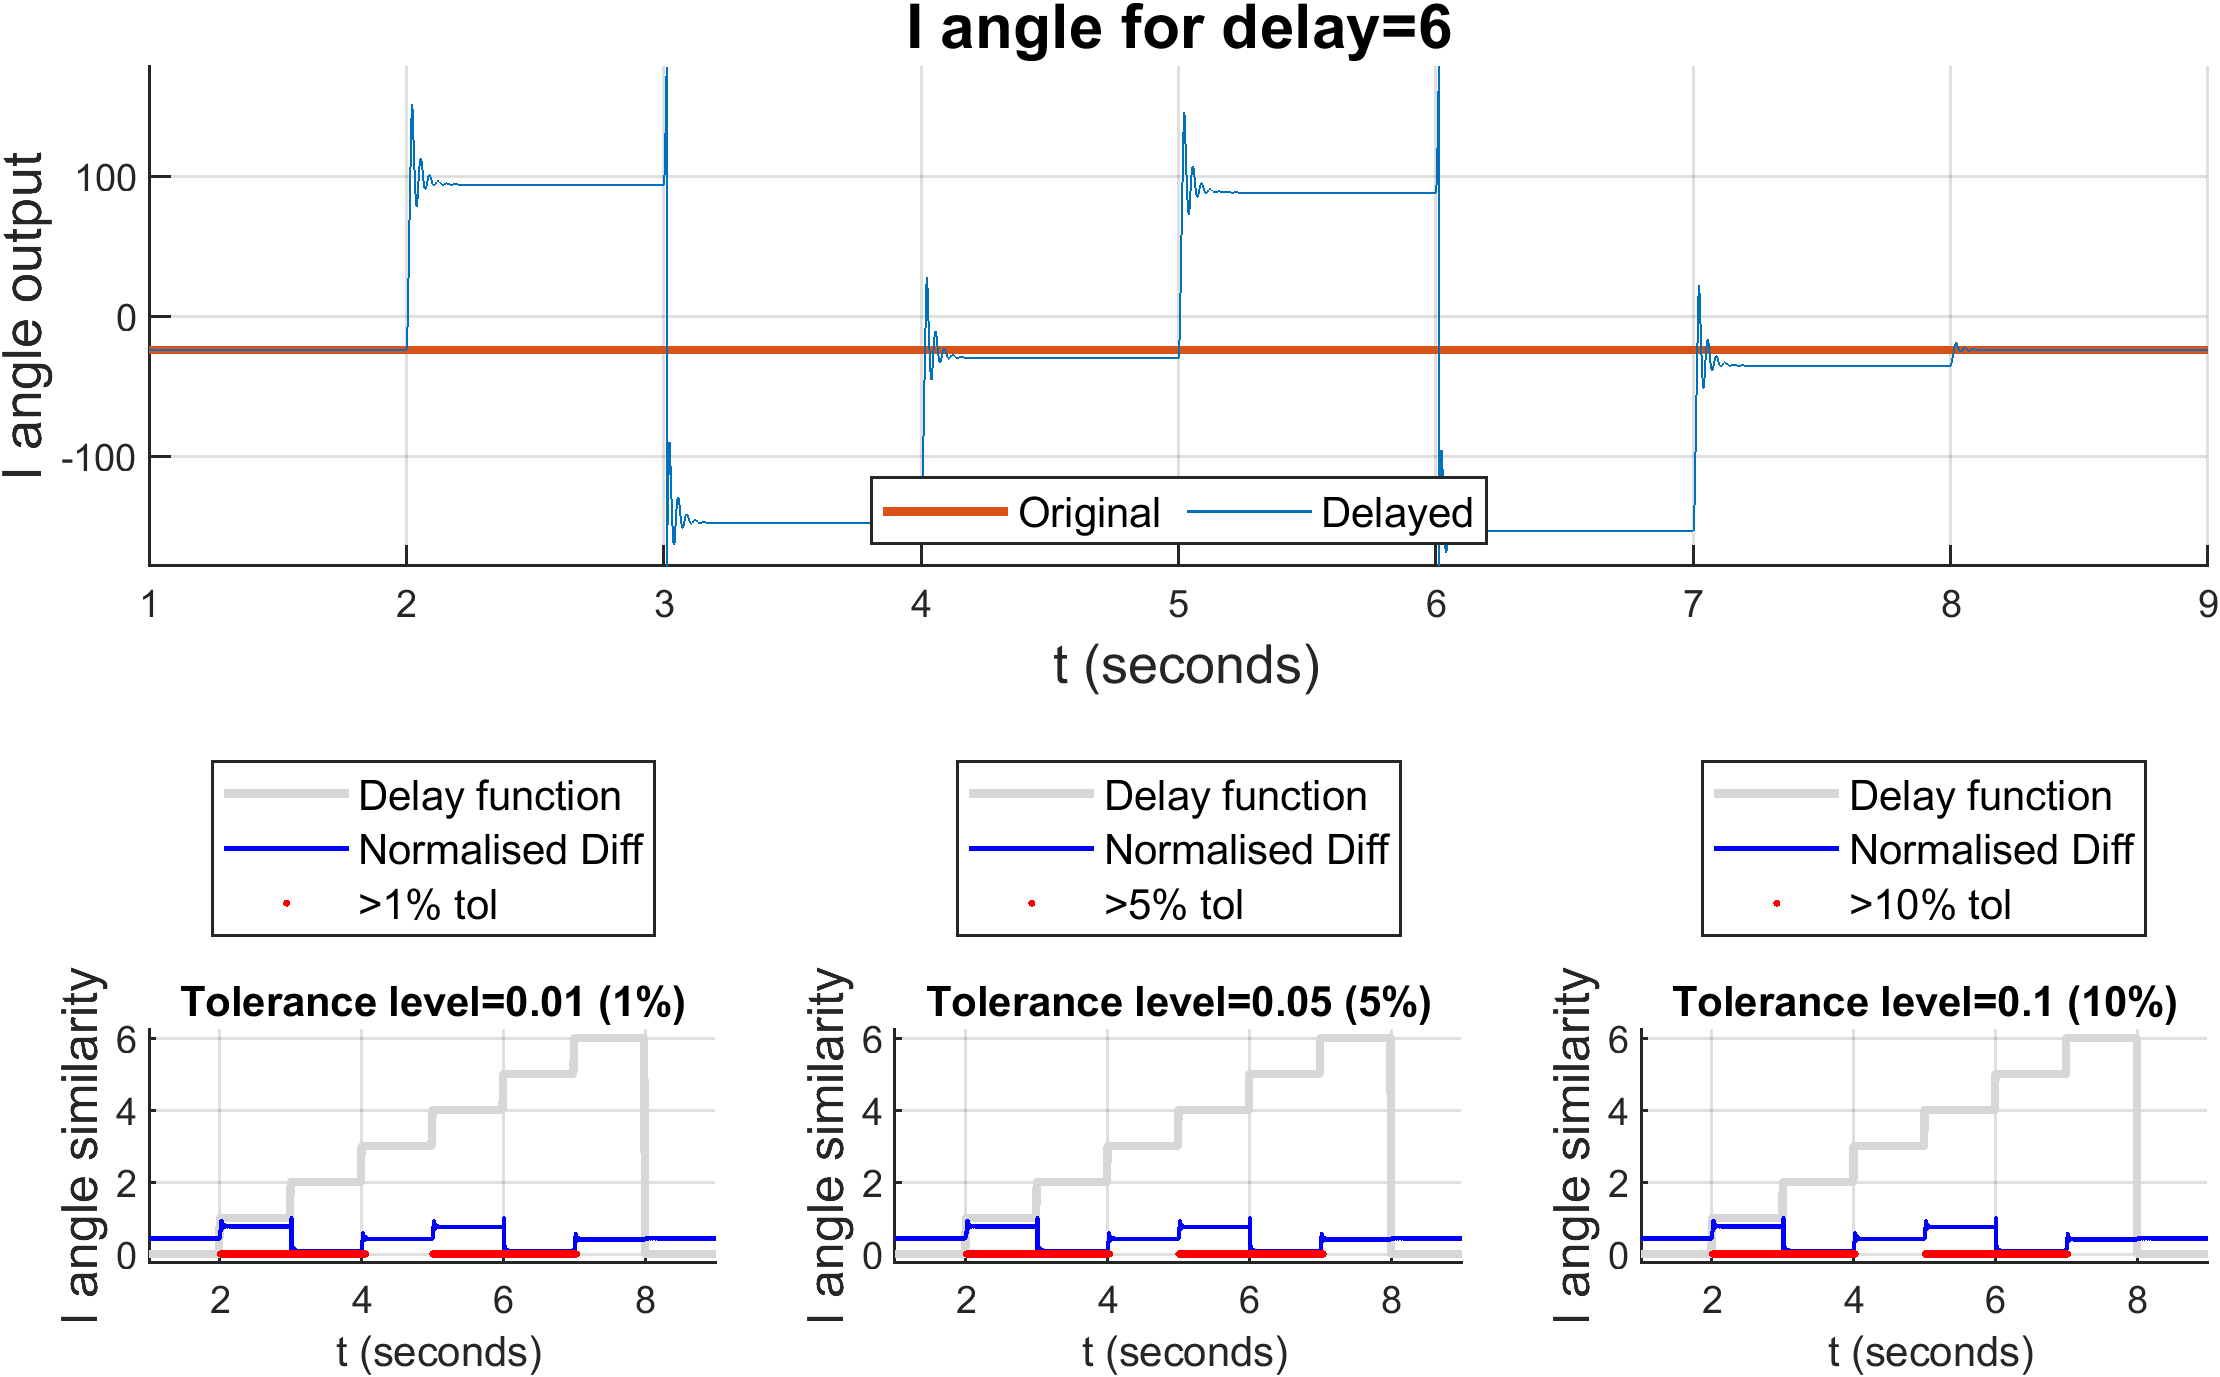 I angle for delay=6
I angle output
100
0
-100
Original Delayed
1 2 3 4 5 6 7 8 9
t (seconds)
Delay function
Normalised Diff
>1% tol
Delay function
Normalised Diff
>5% tol
Delay function
Normalised Diff
>10% tol
Tolerance level=0.01 (1%)
I angle similarity
6
4
2
0
2 4 6 8
t (seconds)
Tolerance level=0.05 (5%)
I angle similarity
6
4
2
0
2 4 6 8
t (seconds)
Tolerance level=0.1 (10%)
I angle similarity
6
4
2
0
2 4 6 8
t (seconds)